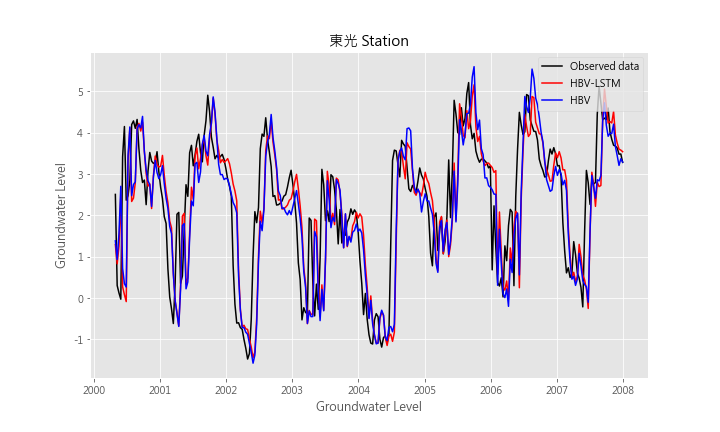 東光 Station
Observed data
HBV-LSTM
HBV
Groundwater Level
5
4
3
2
1
0
-1
2000 2001 2002 2003 2004 2005 2006 2007 2008
Groundwater Level